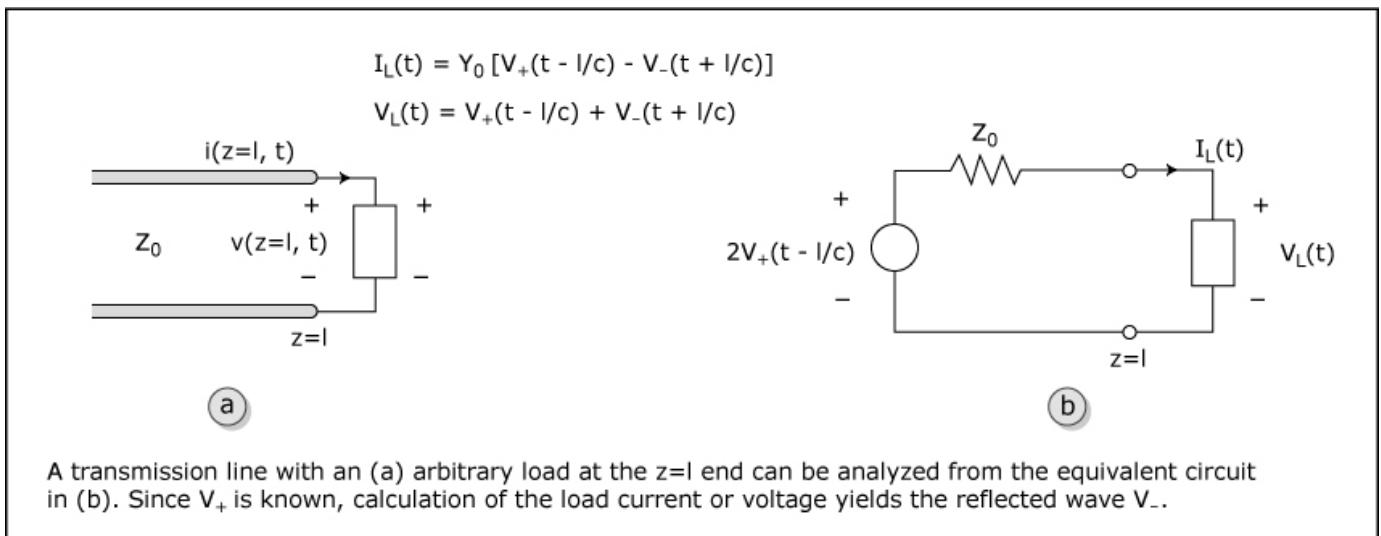 I_L(t) = Y_0 [V_+(t - l/c) - V_-(t + l/c)]
V_L(t) = V_+(t - l/c) + V_-(t + l/c)
i(z=l, t)
+
+
Z_0
v(z=l, t)
–
–
z=l
a
Z_0
I_L(t)
+
+
2V_+(t - l/c)
V_L(t)
–
–
z=l
b
A transmission line with an (a) arbitrary load at the z=l end can be analyzed from the equivalent circuit
in (b). Since V_+ is known, calculation of the load current or voltage yields the reflected wave V_-.